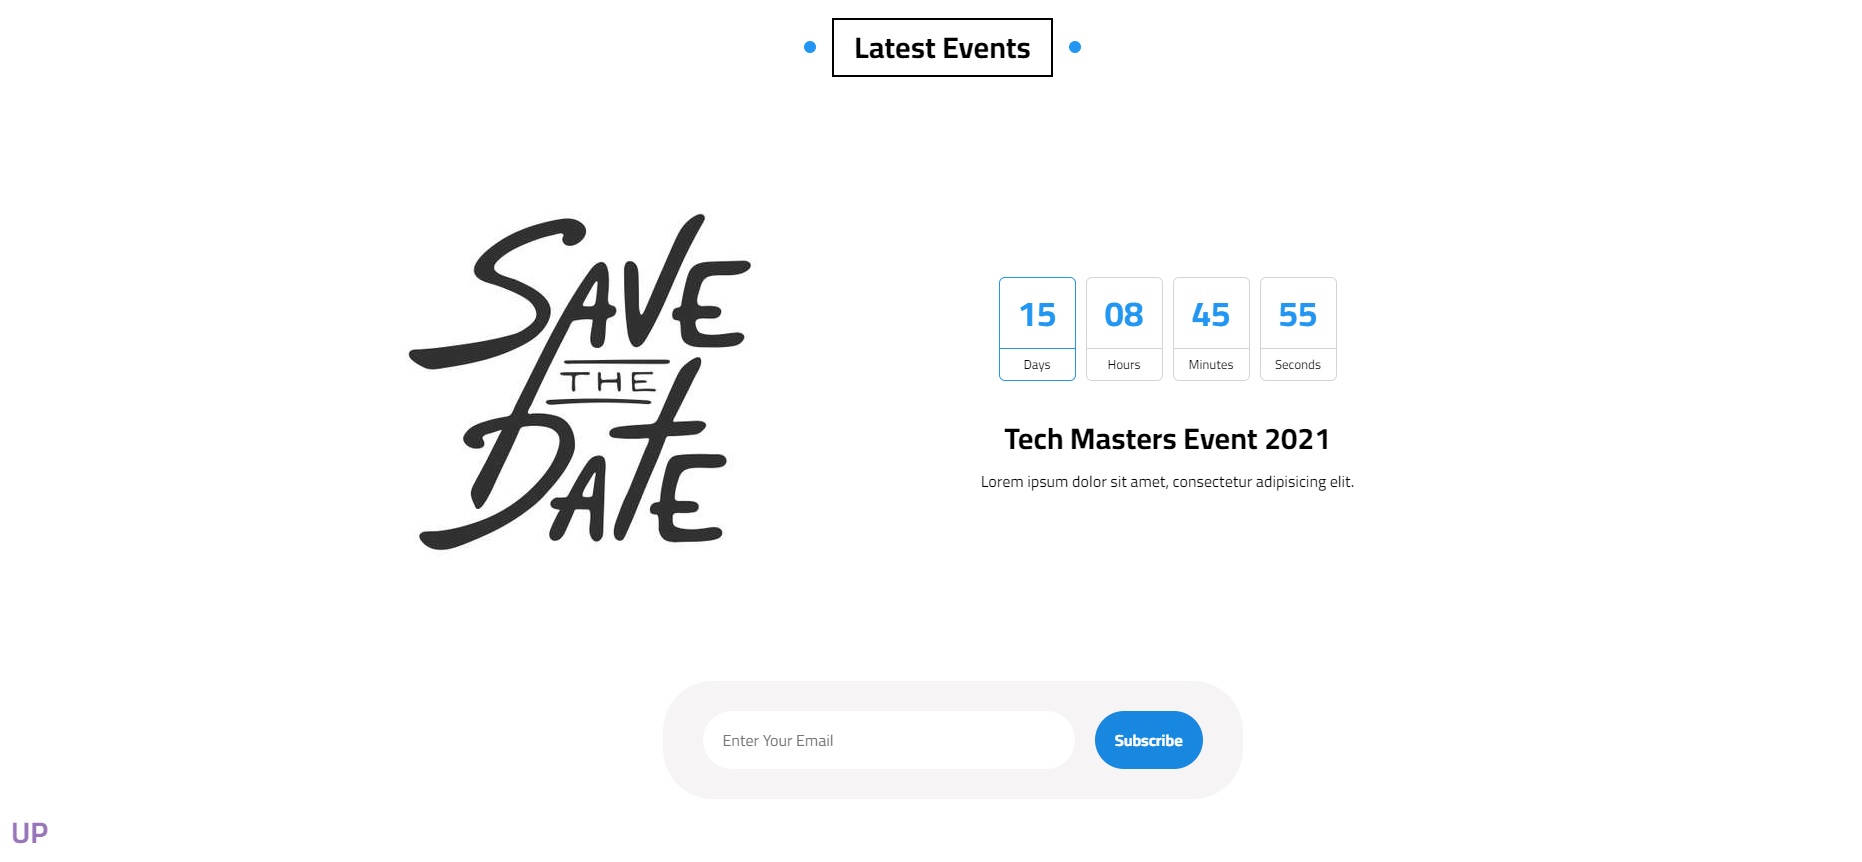 Latest Events
SAVE
THE
DATE
15 08 45 55
Days Hours Minutes Seconds
Tech Masters Event 2021
Lorem ipsum dolor sit amet, consectetur adipisicing elit.
Enter Your Email Subscribe
UP